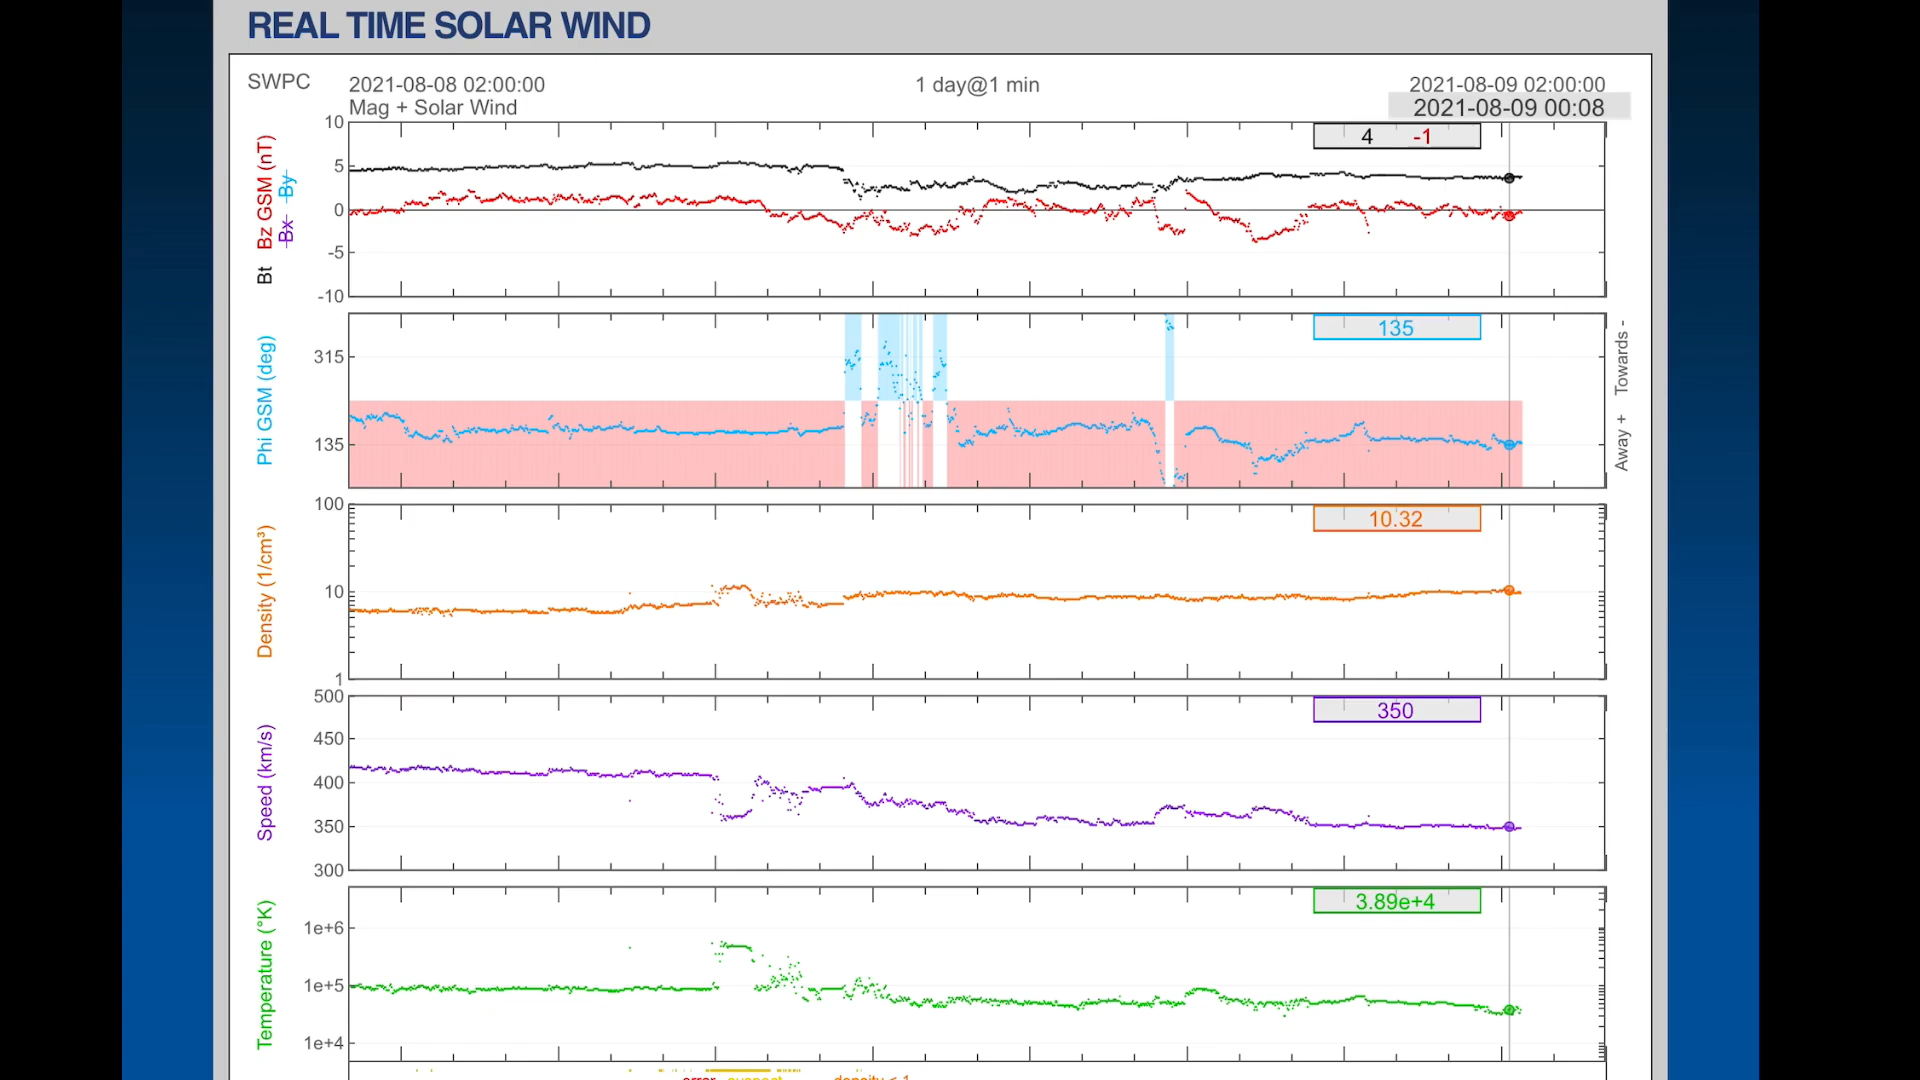 REAL TIME SOLAR WIND
SWPC 2021-08-08 02:00:00 1 day@1 min 2021-08-09 02:00:00
Mag + Solar Wind 2021-08-09 00:08
Bt Bz GSM (nT)
Bx By
10
5
0
-5
-10
4 -1
Phi GSM (deg)
315
135
135
Away + Towards -
Density (1/cm³)
100
10
1
10.32
Speed (km/s)
500
450
400
350
300
350
Temperature (°K)
1e+6
1e+5
1e+4
3.89e+4
error suspect density < 1